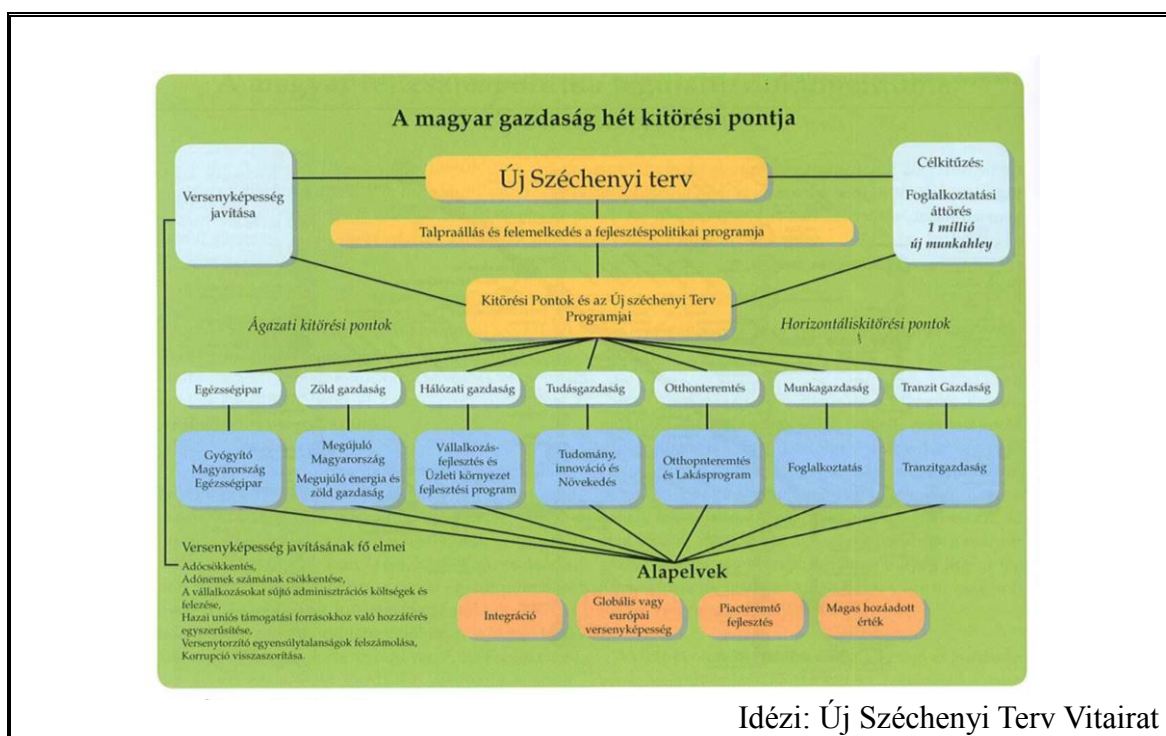 A magyar gazdaság hét kitörési pontja
Versenyképesség
javítása
Új Széchenyi terv
Célkitűzés:
Foglalkoztatási
áttörés
1 millió
új munkahley
Talpraállás és felemelkedés a fejlesztéspolitikai programja
Kitörési Pontok és az Új széchenyi Terv
Programjai
Ágazati kitörési pontok
Horizontáliskitörési pontok
Egézsségipar
Zöld gazdaság
Hálózati gazdaság
Tudásgazdaság
Otthonteremtés
Munkagazdaság
Tranzit Gazdaság
Gyógyító
Magyarország
Egézsségipar
Megújuló
Magyarország
Megujúló energia és
zöld gazdaság
Vállalkozás-
fejlesztés és
Üzleti környezet
fejlesztési program
Tudomány,
innováció és
Növekedés
Otthopnteremtés
és Lakásprogram
Foglalkoztatás
Tranzitgazdaság
Versenyképesség javításának fő elmei
Adócsökkentés,
Adónemek számának csökkentése,
A vállalkozásokat sújtó adminisztrációs költségek és
felezése,
Hazai uniós támogatási forrásokhoz való hozzáférés
egyszerűsítése,
Versenytorzító egyensúlytalanságok felszámolása,
Korrupció visszaszorítása.
Alapelvek
Integráció
Globális vagy
európai
versenyképesség
Piacteremtő
fejlesztés
Magas hozáadott
érték
Idézi: Új Széchenyi Terv Vitairat